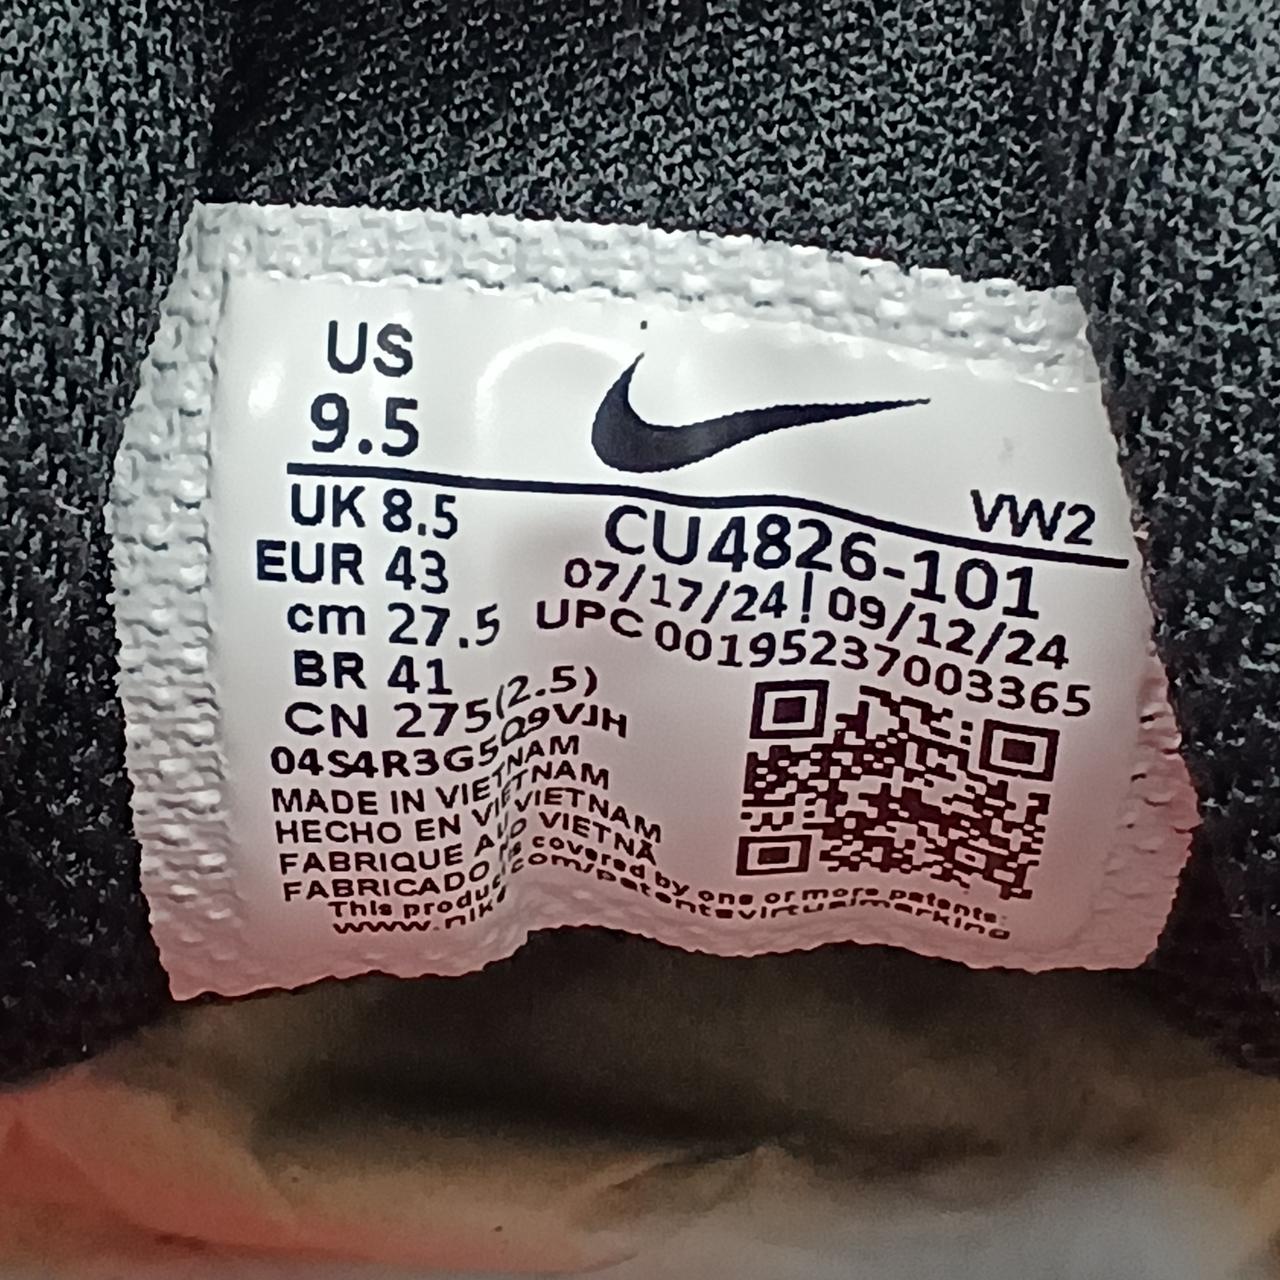 US
9.5
VW2
UK 8.5
EUR 43
cm 27.5
BR 41
CN 275(2.5)
CU4826-101
07/17/24 | 09/12/24
UPC 00195237003365
04S4R3G5Q9VJH
MADE IN VIETNAM
HECHO EN VIETNAM
FABRIQUE AU VIETNAM
FABRICADO NO VIETNÃ
This product is covered by one or more patents:
www.nike.com/patentsvirtualmarking